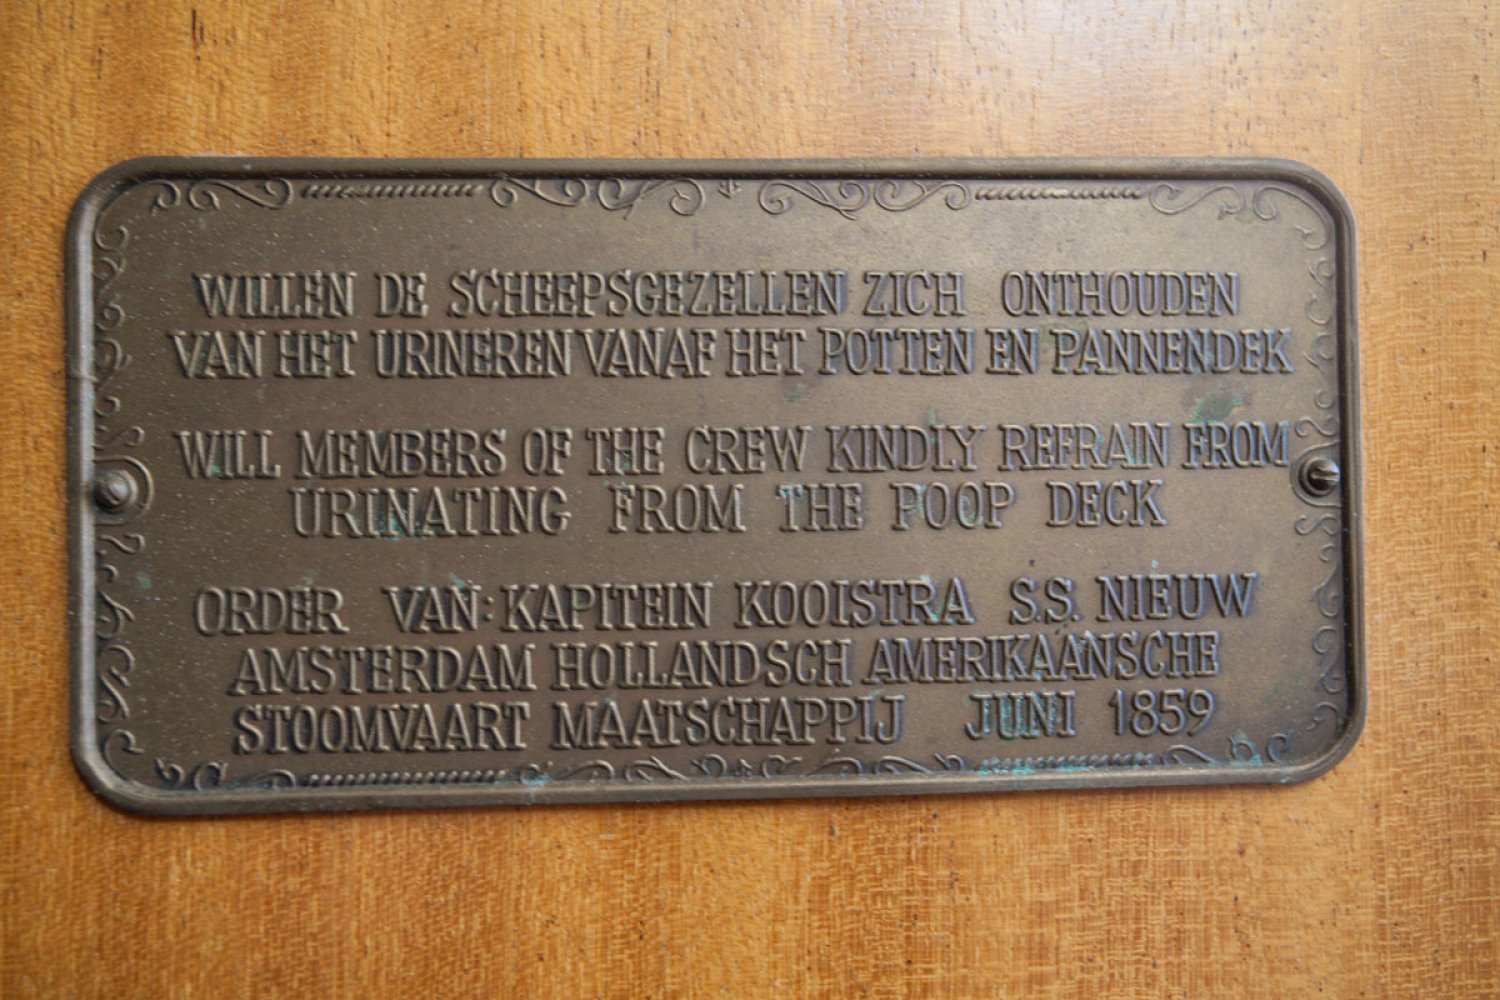 WILLEN DE SCHEEPSGEZELLEN ZICH ONTHOUDEN
VAN HET URINEREN VANAF HET POTTEN EN PANNENDEK
WILL MEMBERS OF THE CREW KINDLY REFRAIN FROM
URINATING FROM THE POOP DECK
ORDER VAN: KAPITEIN KOOISTRA S.S. NIEUW
AMSTERDAM HOLLANDSCH AMERIKAANSCHE
STOOMVAART MAATSCHAPPIJ JUNI 1859